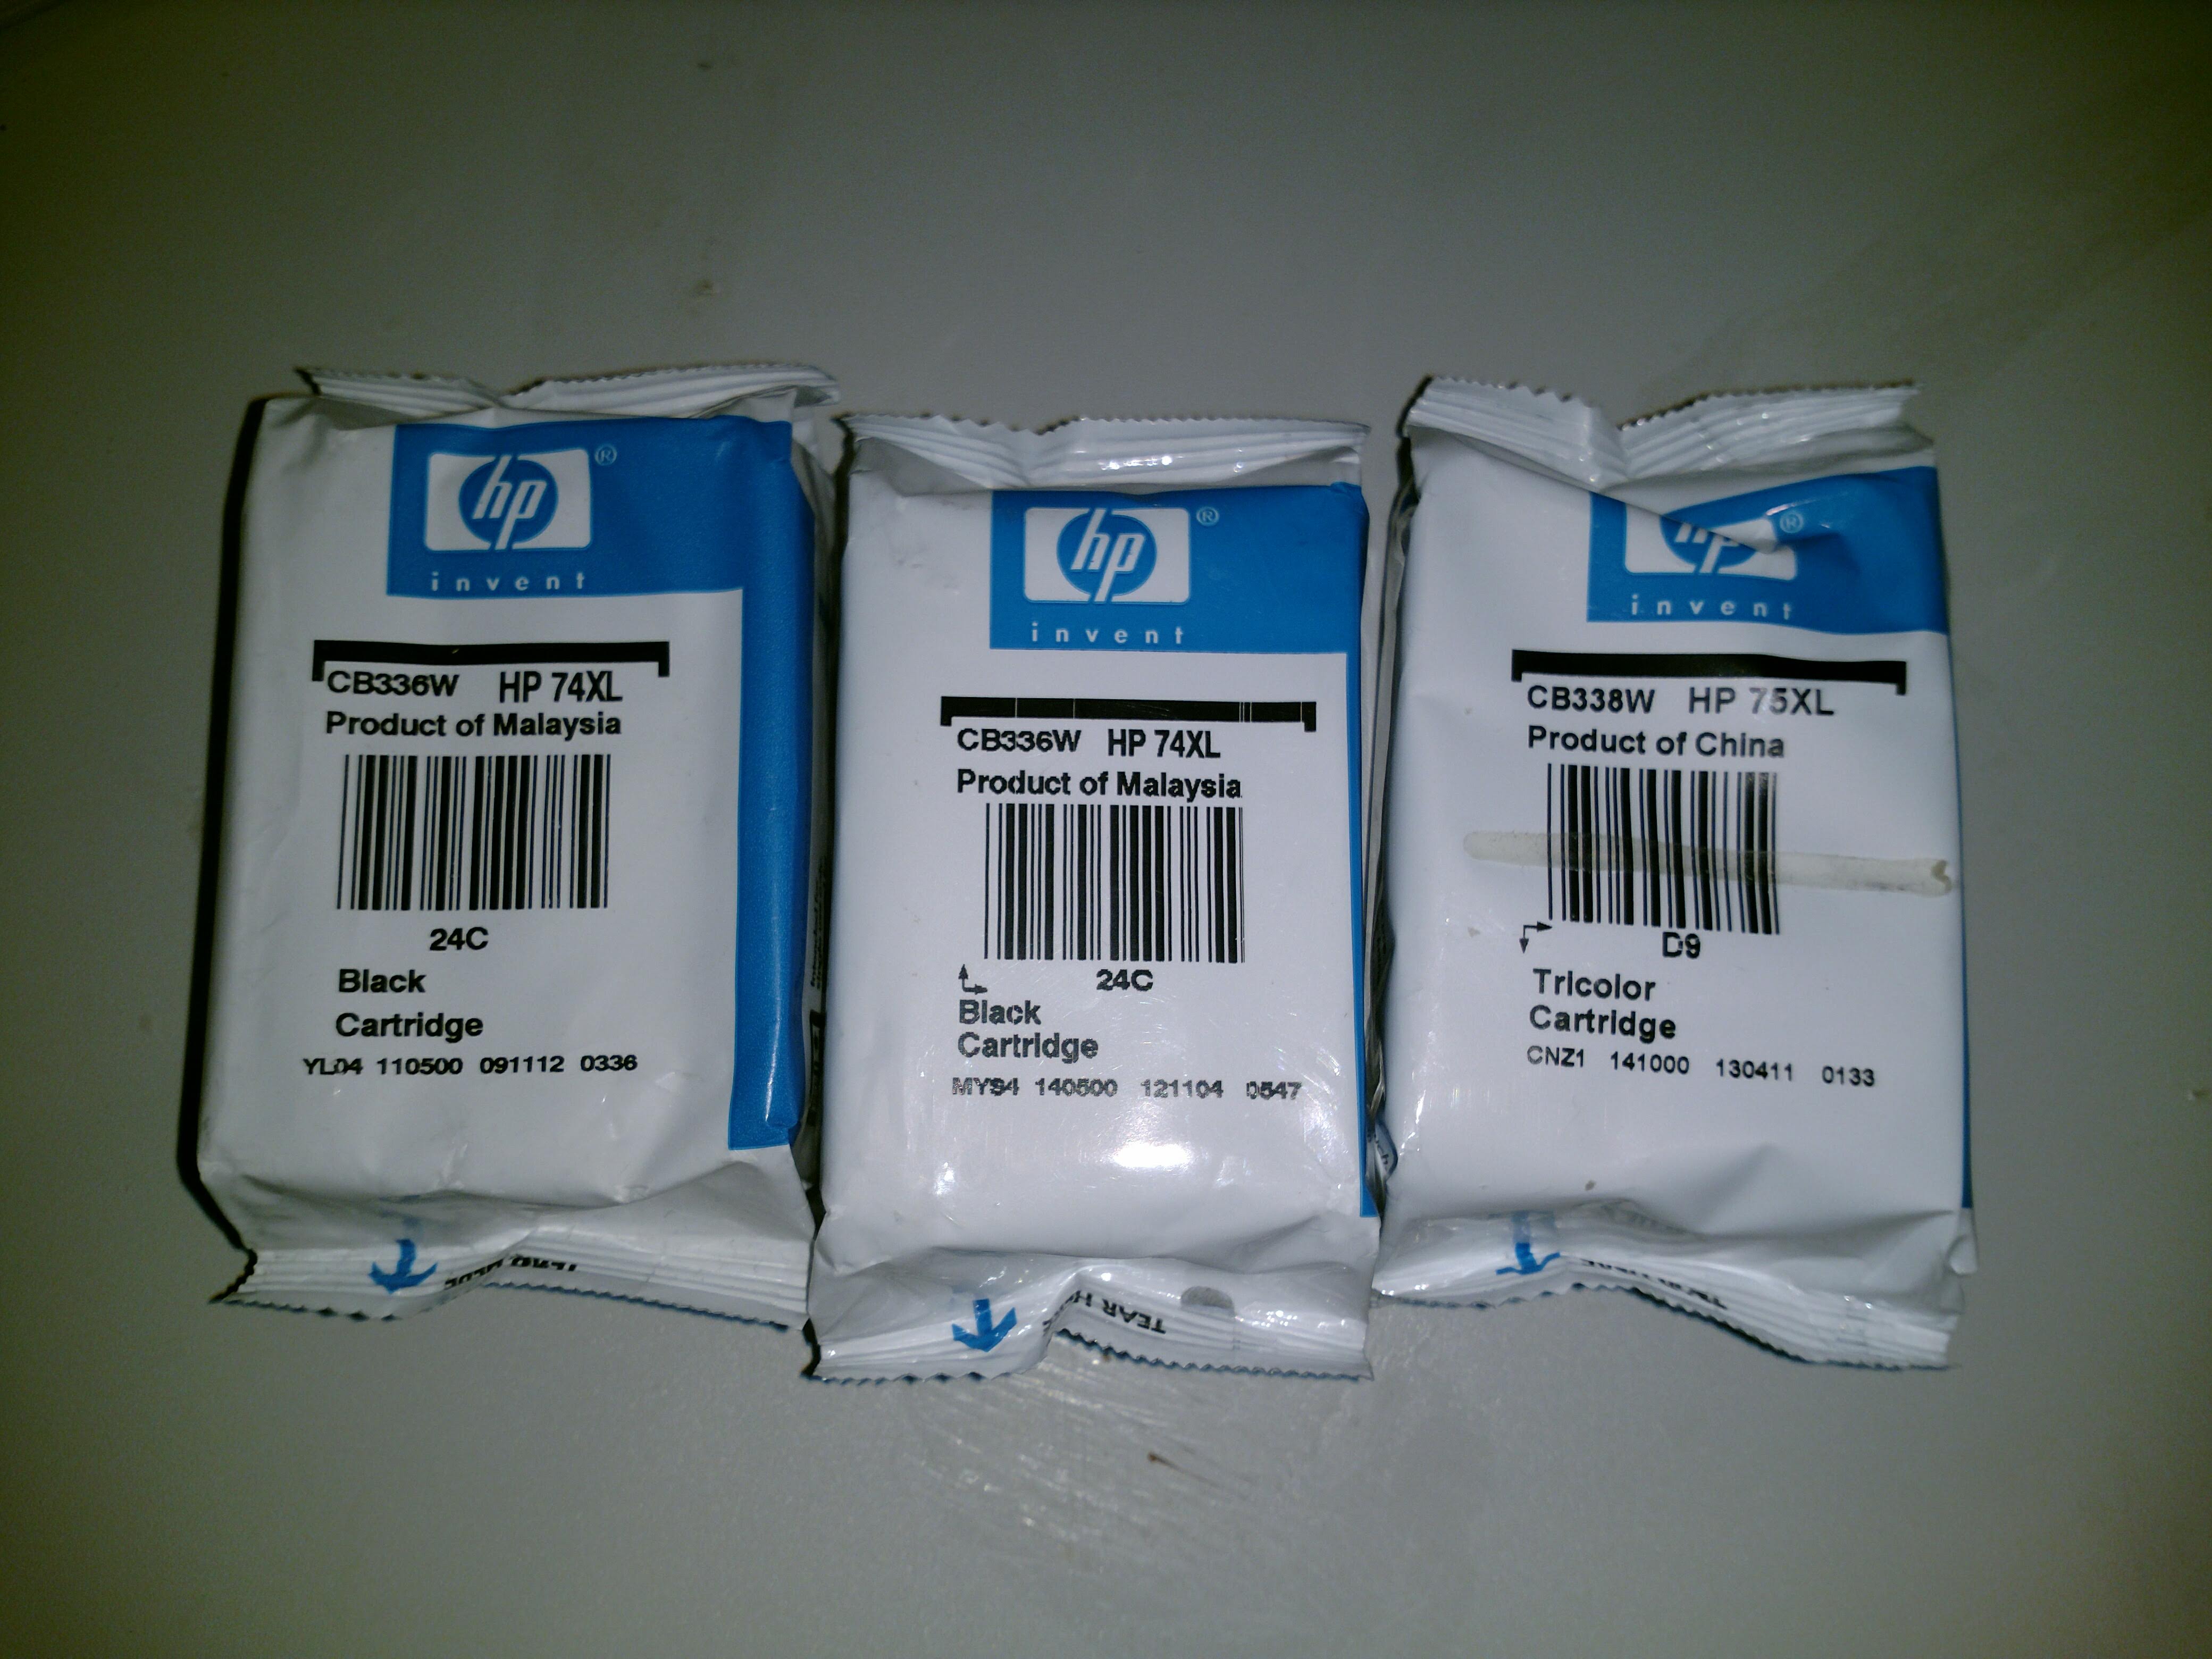 hp®
invent
CB336W HP 74XL
Product of Malaysia
24C
Black
Cartridge
YL04 110500 091112 0336
hp®
invent
CB336W HP 74XL
Product of Malaysia
24C
Black
Cartridge
MYS4 140500 121104 0547
TEAR
hp®
invent
CB338W HP 75XL
Product of China
D9
Tricolor
Cartridge
CNZ1 141000 130411 0133